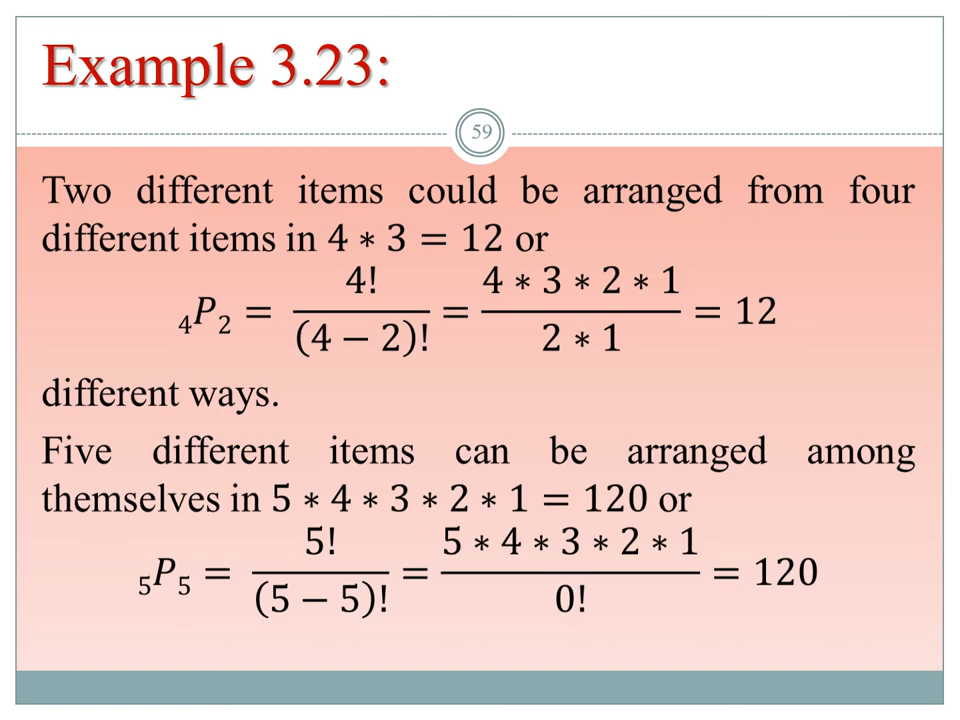 Example 3.23:
59
Two different items could be arranged from four
different items in 4 ∗ 3 = 12 or
₄P₂ = 4! / (4 − 2)! = 4 ∗ 3 ∗ 2 ∗ 1 / 2 ∗ 1 = 12
different ways.
Five different items can be arranged among
themselves in 5 ∗ 4 ∗ 3 ∗ 2 ∗ 1 = 120 or
₅P₅ = 5! / (5 − 5)! = 5 ∗ 4 ∗ 3 ∗ 2 ∗ 1 / 0! = 120